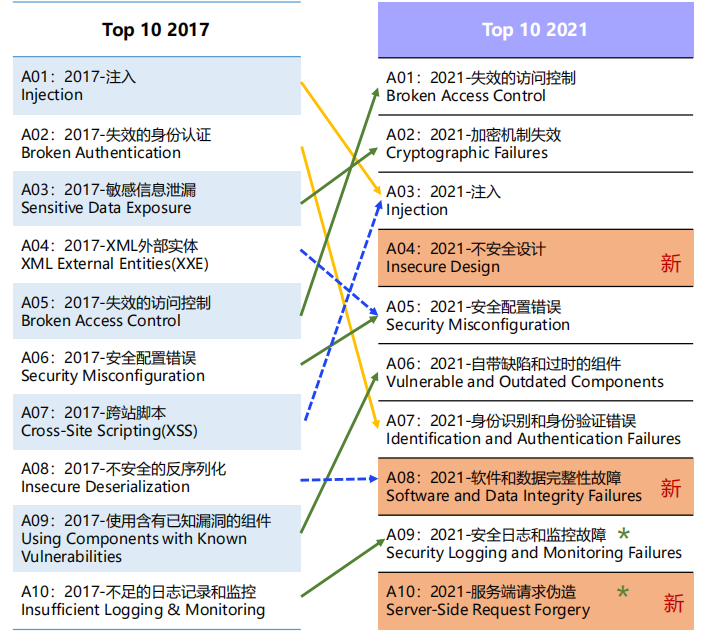 Top 10 2017
A01：2017-注入
Injection
A02：2017-失效的身份认证
Broken Authentication
A03：2017-敏感信息泄漏
Sensitive Data Exposure
A04：2017-XML外部实体
XML External Entities(XXE)
A05：2017-失效的访问控制
Broken Access Control
A06：2017-安全配置错误
Security Misconfiguration
A07：2017-跨站脚本
Cross-Site Scripting(XSS)
A08：2017-不安全的反序列化
Insecure Deserialization
A09：2017-使用含有已知漏洞的组件
Using Components with Known
Vulnerabilities
A10：2017-不足的日志记录和监控
Insufficient Logging & Monitoring
Top 10 2021
A01：2021-失效的访问控制
Broken Access Control
A02：2021-加密机制失效
Cryptographic Failures
A03：2021-注入
Injection
A04：2021-不安全设计
Insecure Design
新
A05：2021-安全配置错误
Security Misconfiguration
A06：2021-自带缺陷和过时的组件
Vulnerable and Outdated Components
A07：2021-身份识别和身份验证错误
Identification and Authentication Failures
A08：2021-软件和数据完整性故障
Software and Data Integrity Failures
新
A09：2021-安全日志和监控故障 *
Security Logging and Monitoring Failures
A10：2021-服务端请求伪造 *
Server-Side Request Forgery
新